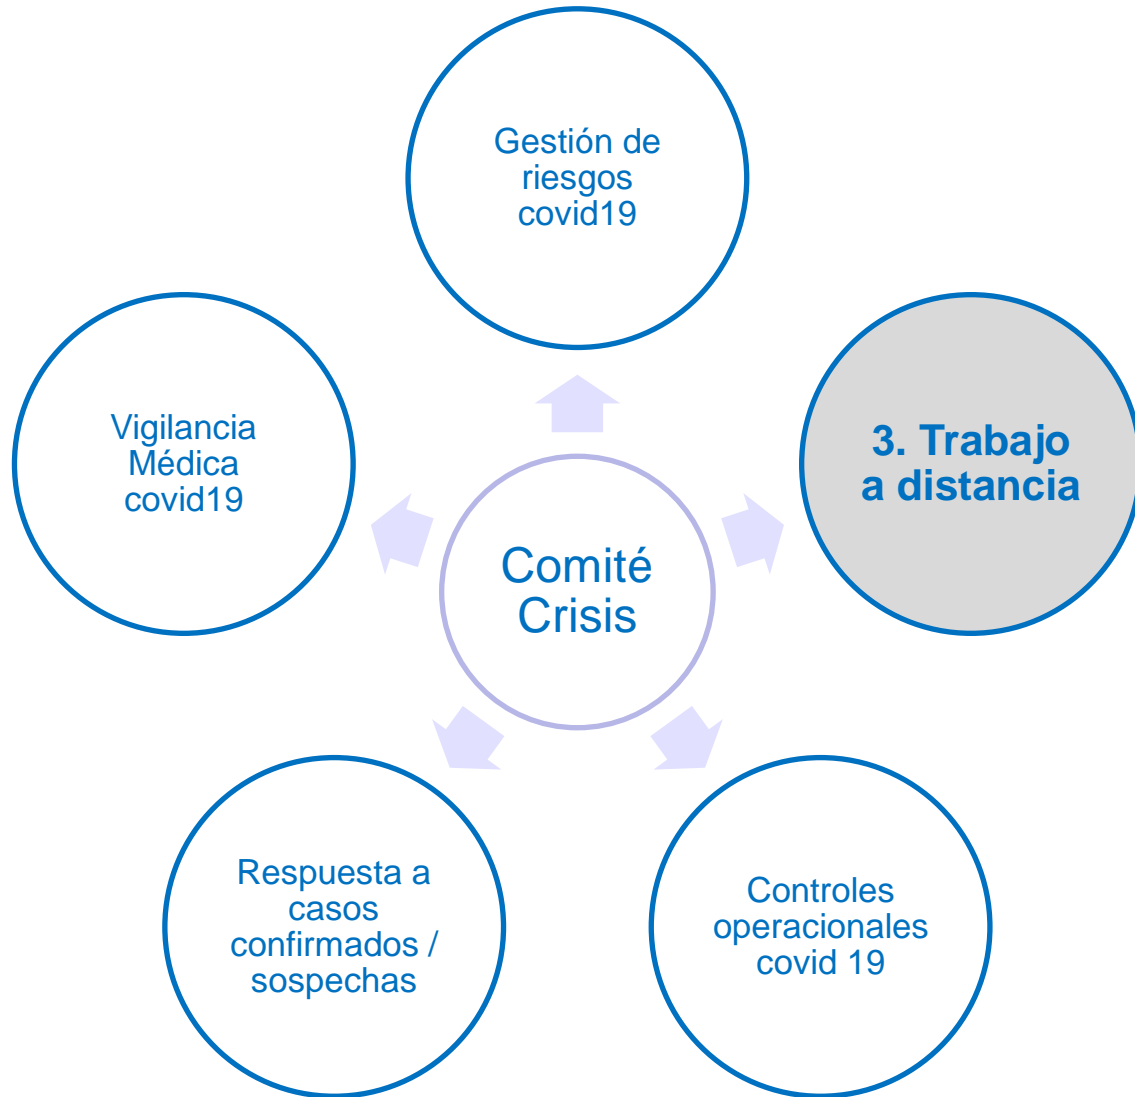 Gestión de
riesgos
covid19
3. Trabajo
a distancia
Vigilancia
Médica
covid19
Comité
Crisis
Respuesta a
casos
confirmados /
sospechas
Controles
operacionales
covid 19